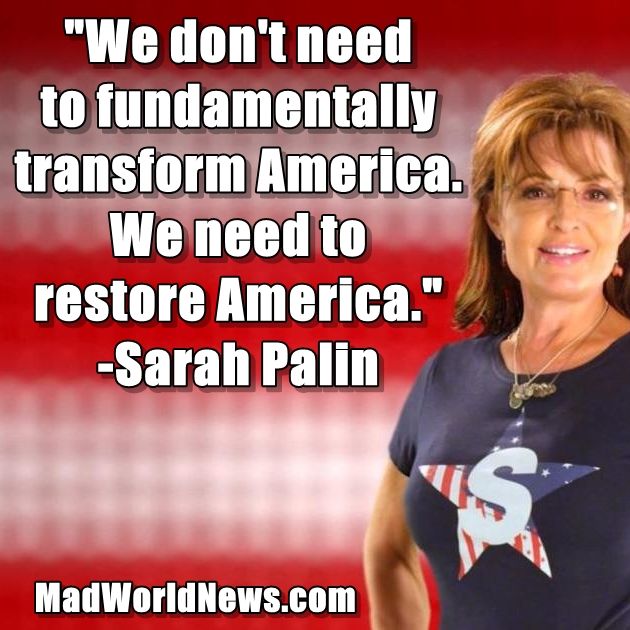 "We don't need
to fundamentally
transform America.
We need to
restore America."
-Sarah Palin
S
MadWorldNews.com